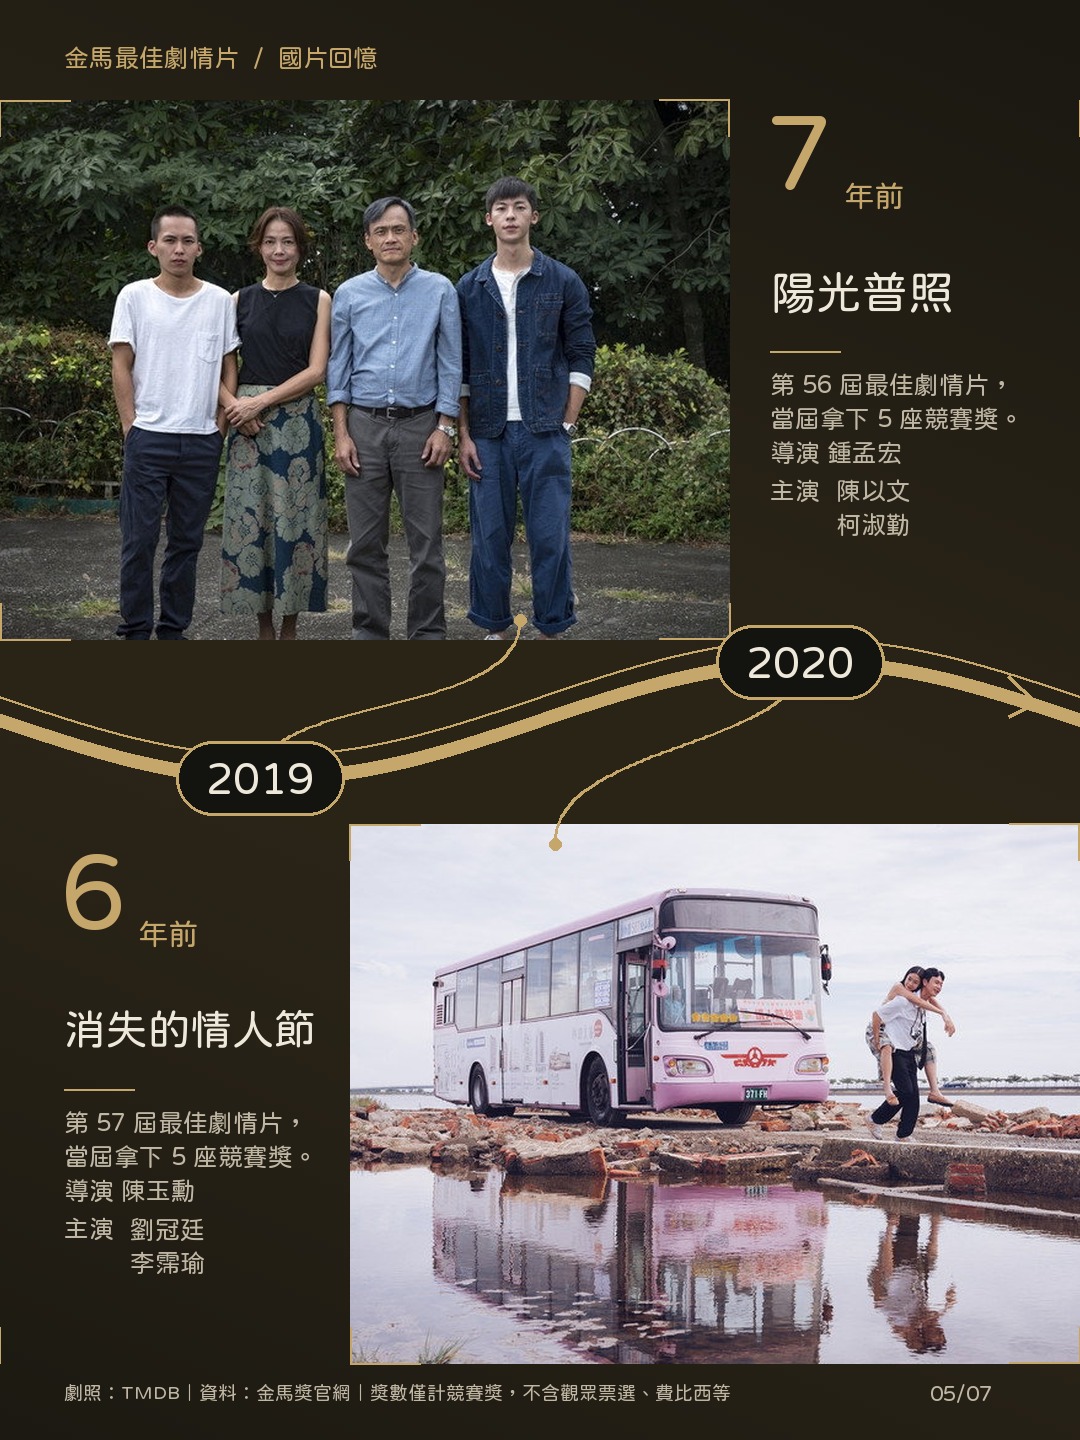 金馬最佳劇情片 / 國片回憶
7 年前
陽光普照
第 56 屆最佳劇情片，
當屆拿下 5 座競賽獎。
導演 鍾孟宏
主演 陳以文
柯淑勤
2020
2019
6 年前
消失的情人節
第 57 屆最佳劇情片，
當屆拿下 5 座競賽獎。
導演 陳玉勳
主演 劉冠廷
李霈瑜
371-FH
劇照：TMDB｜資料：金馬獎官網｜獎數僅計競賽獎，不含觀眾票選、費比西等
05/07